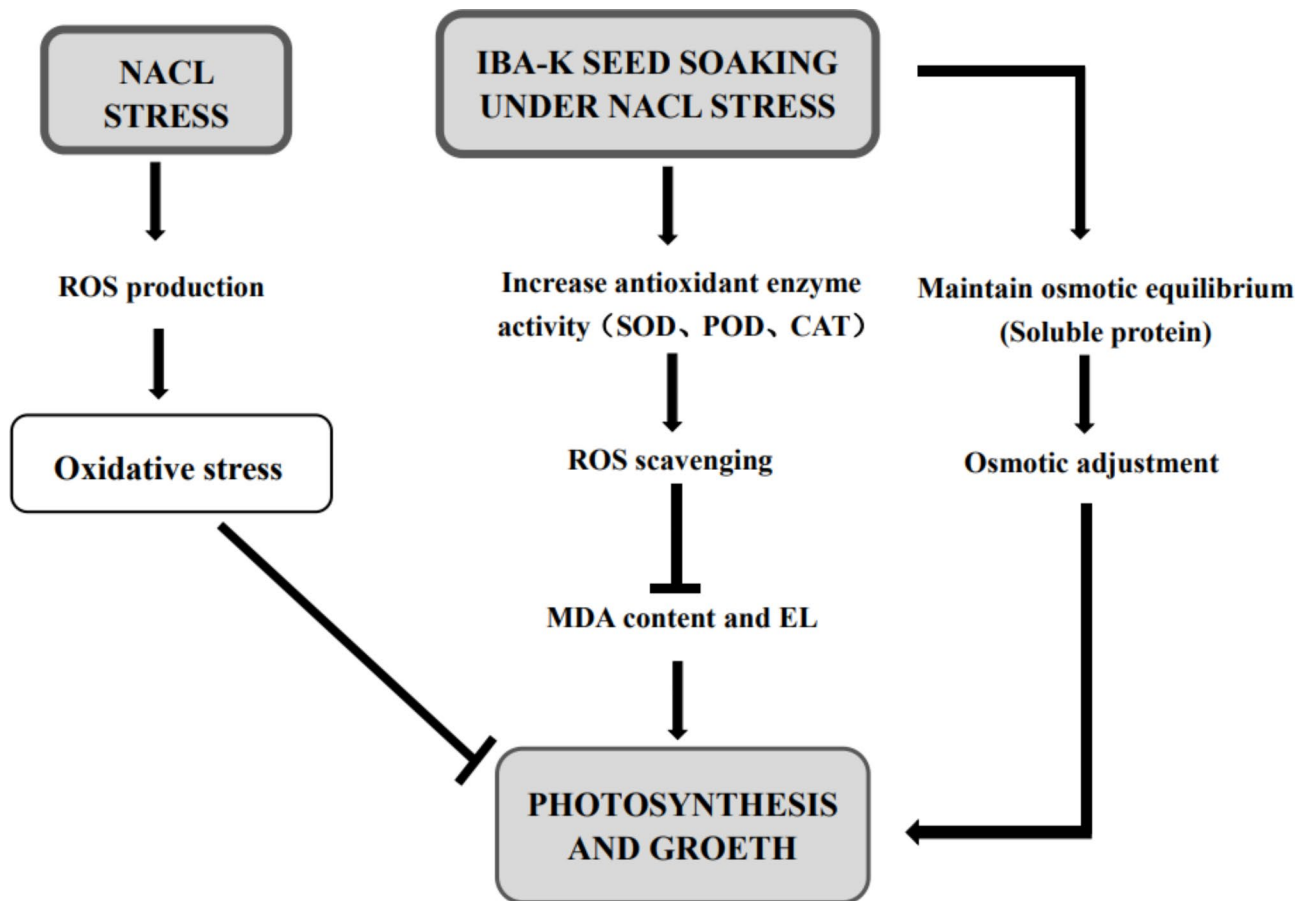 NACL
STRESS
IBA-K SEED SOAKING
UNDER NACL STRESS
ROS production
Increase antioxidant enzyme
activity（SOD、POD、CAT）
Maintain osmotic equilibrium
(Soluble protein)
Oxidative stress
ROS scavenging
Osmotic adjustment
MDA content and EL
PHOTOSYNTHESIS
AND GROETH